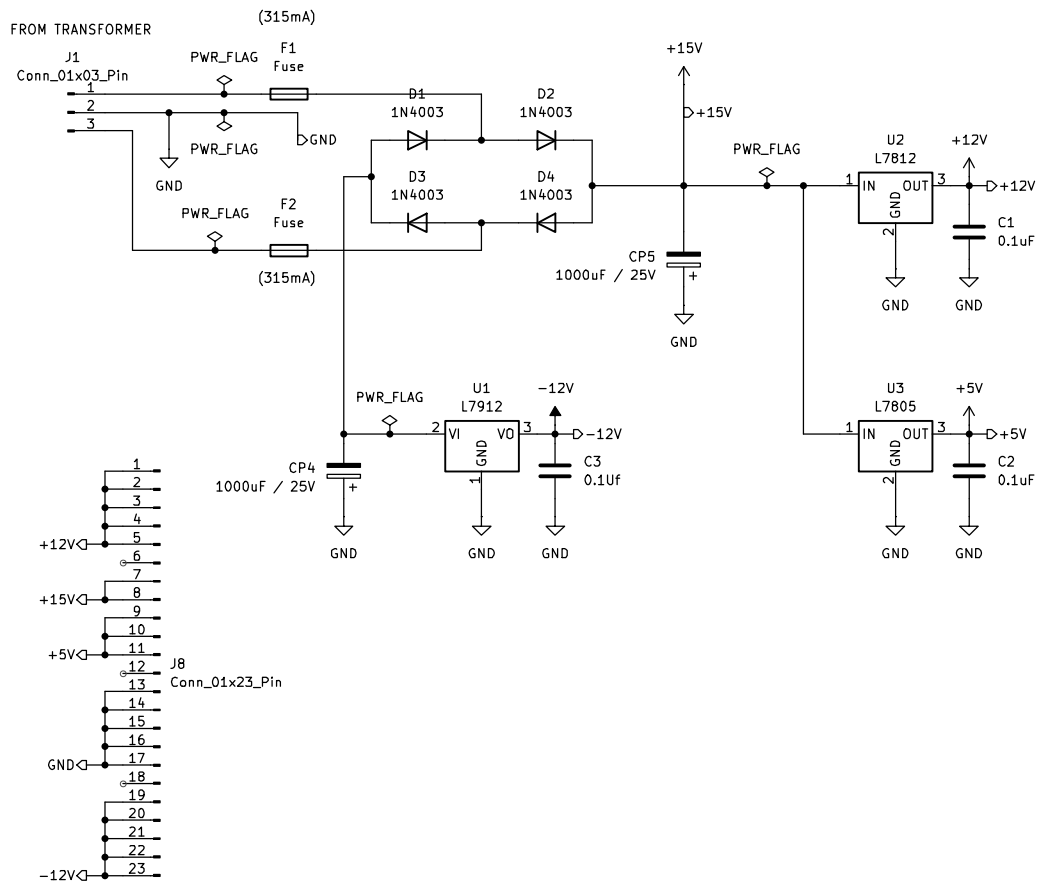 FROM TRANSFORMER
J1
Conn_01x03_Pin
1
2
3
PWR_FLAG
(315mA)
F1
Fuse
PWR_FLAG
GND
GND
PWR_FLAG
F2
Fuse
(315mA)
D1
1N4003
D2
1N4003
D3
1N4003
D4
1N4003
+15V
+15V
PWR_FLAG
CP5
1000uF / 25V
+
GND
U2
L7812
1 IN OUT 3
GND
2
GND
+12V
+12V
C1
0.1uF
GND
PWR_FLAG
U1
L7912
2 VI VO 3
GND
1
GND
-12V
-12V
C3
0.1Uf
GND
CP4
1000uF / 25V
+
GND
U3
L7805
1 IN OUT 3
GND
2
GND
+5V
+5V
C2
0.1uF
GND
1
2
3
4
+12V 5
6
7
+15V 8
9
10
+5V 11
12
J8
Conn_01x23_Pin
13
14
15
16
GND 17
18
19
20
21
22
-12V 23